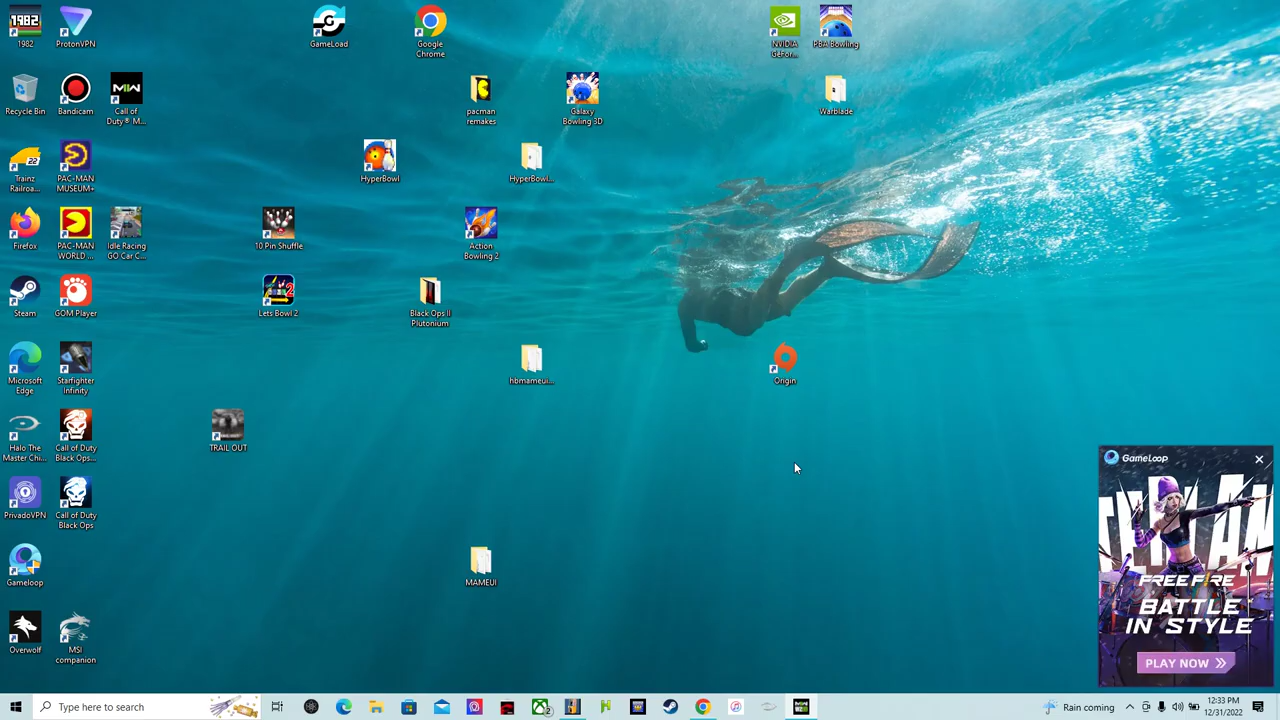 1982
ProtonVPN
GameLoad
Google
Chrome
NVIDIA
GeFor...
PBA Bowling
Recycle Bin
Bandicam
Call of
Duty® M...
pacman
remakes
Galaxy
Bowling 3D
Warblade
Trainz
Railroa...
PAC-MAN
MUSEUM+
HyperBowl
HyperBowl...
Firefox
PAC-MAN
WORLD ...
Idle Racing
GO Car C...
10 Pin Shuffle
Action
Bowling 2
Steam
GOM Player
Lets Bowl 2
Black Ops II
Plutonium
Microsoft
Edge
Starfighter
Infinity
hbmameui...
Origin
Halo The
Master Chi...
Call of Duty
Black Ops...
TRAIL OUT
PrivadoVPN
Call of Duty
Black Ops
Gameloop
MAMEUI
Overwolf
MSI
companion
GameLoop
FREE FIRE
BATTLE
IN STYLE
PLAY NOW
Type here to search
Rain coming
12:33 PM
12/31/2022